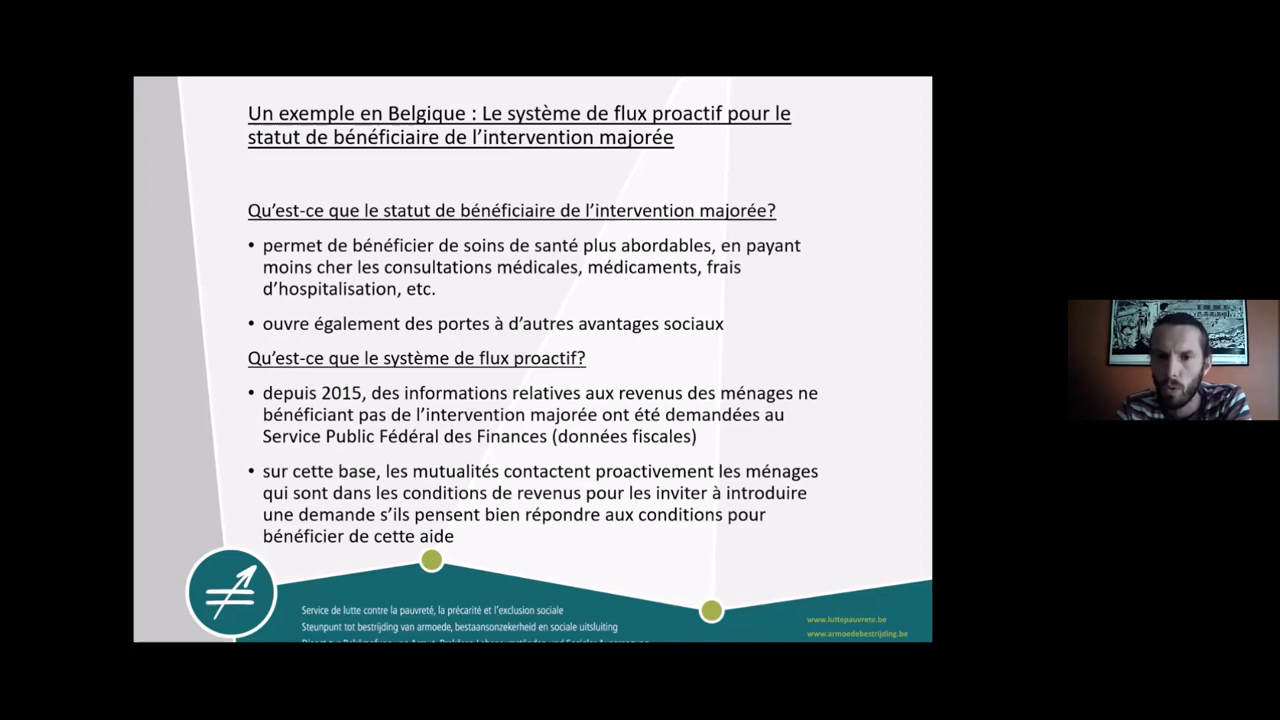 Un exemple en Belgique : Le système de flux proactif pour le
statut de bénéficiaire de l’intervention majorée
Qu’est-ce que le statut de bénéficiaire de l’intervention majorée?
• permet de bénéficier de soins de santé plus abordables, en payant
moins cher les consultations médicales, médicaments, frais
d’hospitalisation, etc.
• ouvre également des portes à d’autres avantages sociaux
Qu’est-ce que le système de flux proactif?
• depuis 2015, des informations relatives aux revenus des ménages ne
bénéficiant pas de l’intervention majorée ont été demandées au
Service Public Fédéral des Finances (données fiscales)
• sur cette base, les mutualités contactent proactivement les ménages
qui sont dans les conditions de revenus pour les inviter à introduire
une demande s’ils pensent bien répondre aux conditions pour
bénéficier de cette aide
Service de lutte contre la pauvreté, la précarité et l’exclusion sociale
Steunpunt tot bestrijding van armoede, bestaansonzekerheid en sociale uitsluiting
www.luttepauvrete.be
www.armoedebestrijding.be